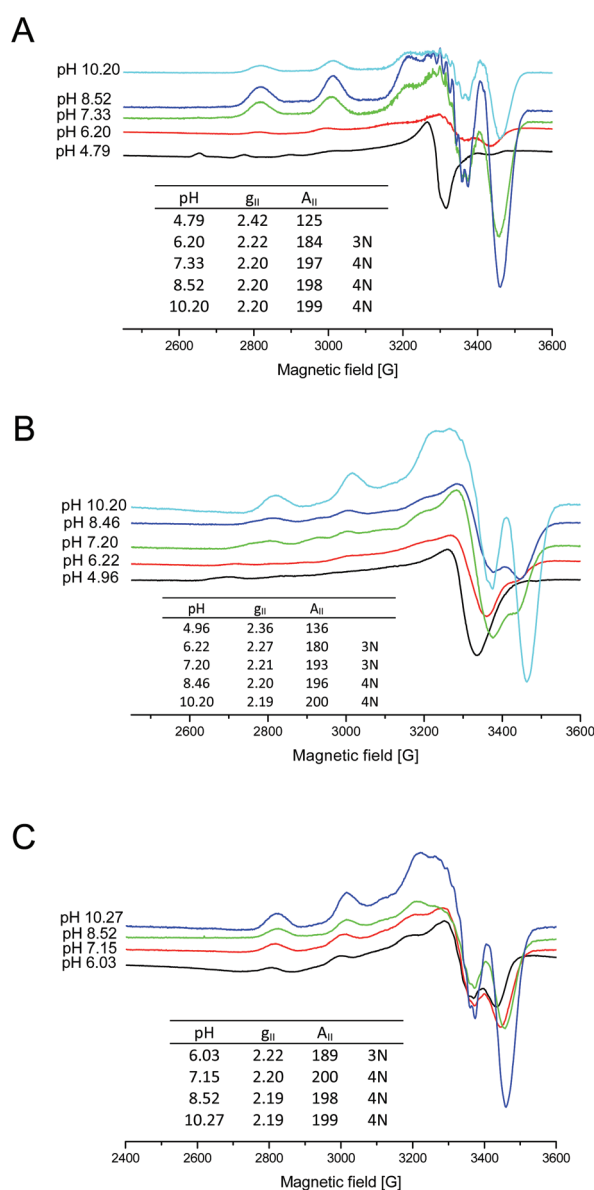 A
pH 10.20
pH 8.52
pH 7.33
pH 6.20
pH 4.79
pH gII AII
4.79 2.42 125
6.20 2.22 184 3N
7.33 2.20 197 4N
8.52 2.20 198 4N
10.20 2.20 199 4N
2600 2800 3000 3200 3400 3600
Magnetic field [G]
B
pH 10.20
pH 8.46
pH 7.20
pH 6.22
pH 4.96
pH gII AII
4.96 2.36 136
6.22 2.27 180 3N
7.20 2.21 193 3N
8.46 2.20 196 4N
10.20 2.19 200 4N
2600 2800 3000 3200 3400 3600
Magnetic field [G]
C
pH 10.27
pH 8.52
pH 7.15
pH 6.03
pH gII AII
6.03 2.22 189 3N
7.15 2.20 200 4N
8.52 2.19 198 4N
10.27 2.19 199 4N
2400 2600 2800 3000 3200 3400 3600
Magnetic field [G]